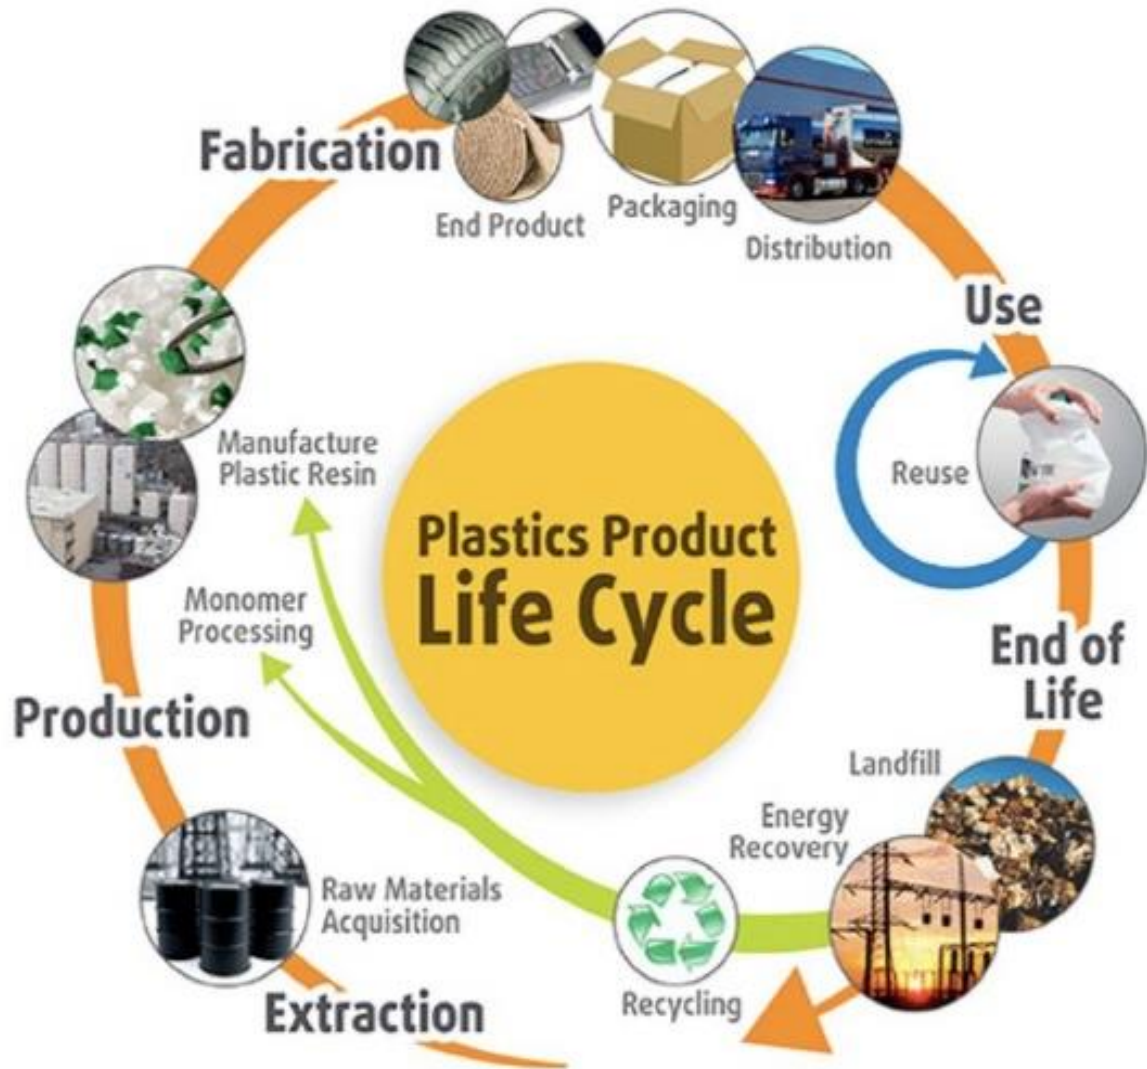 Plastics Product
Life Cycle
Extraction
Raw Materials
Acquisition
Production
Monomer
Processing
Manufacture
Plastic Resin
Fabrication
End Product
Packaging
Distribution
Use
Reuse
End of
Life
Landfill
Energy
Recovery
Recycling